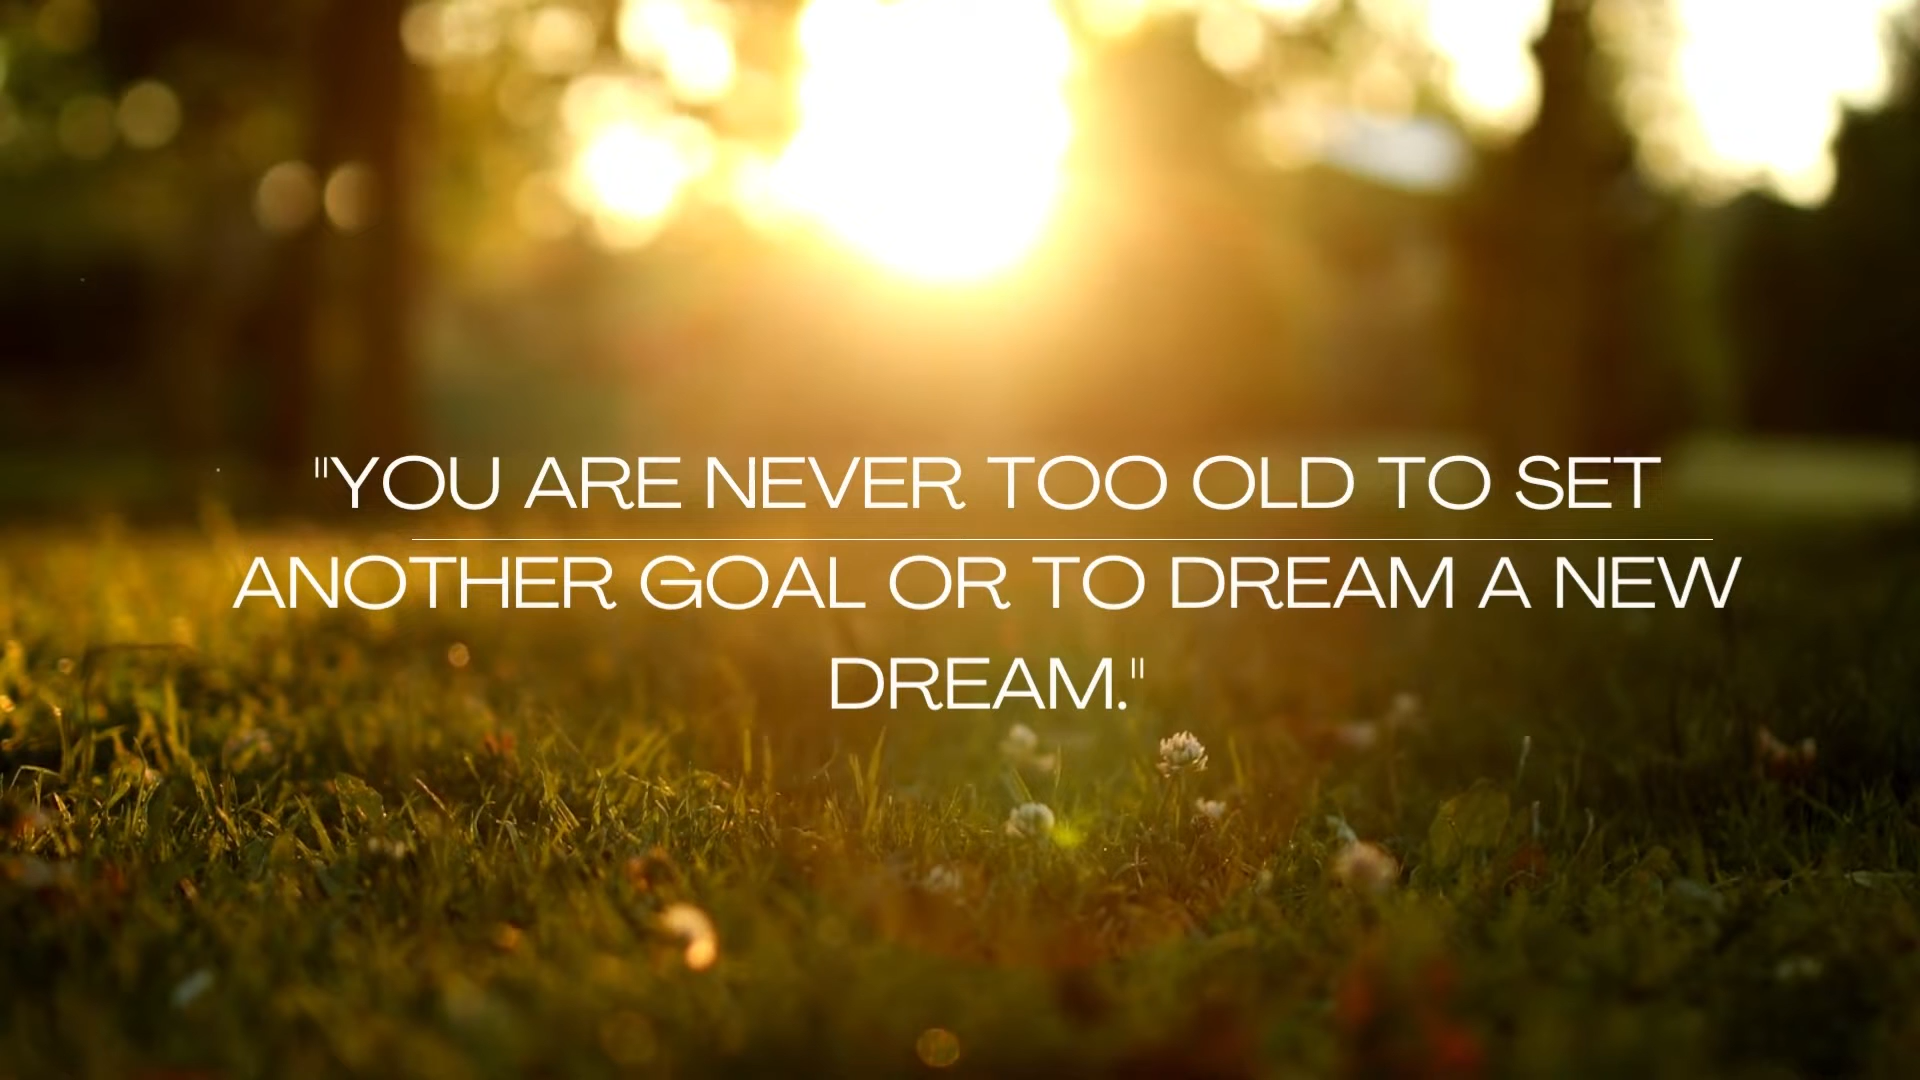 "YOU ARE NEVER TOO OLD TO SET
ANOTHER GOAL OR TO DREAM A NEW
DREAM."